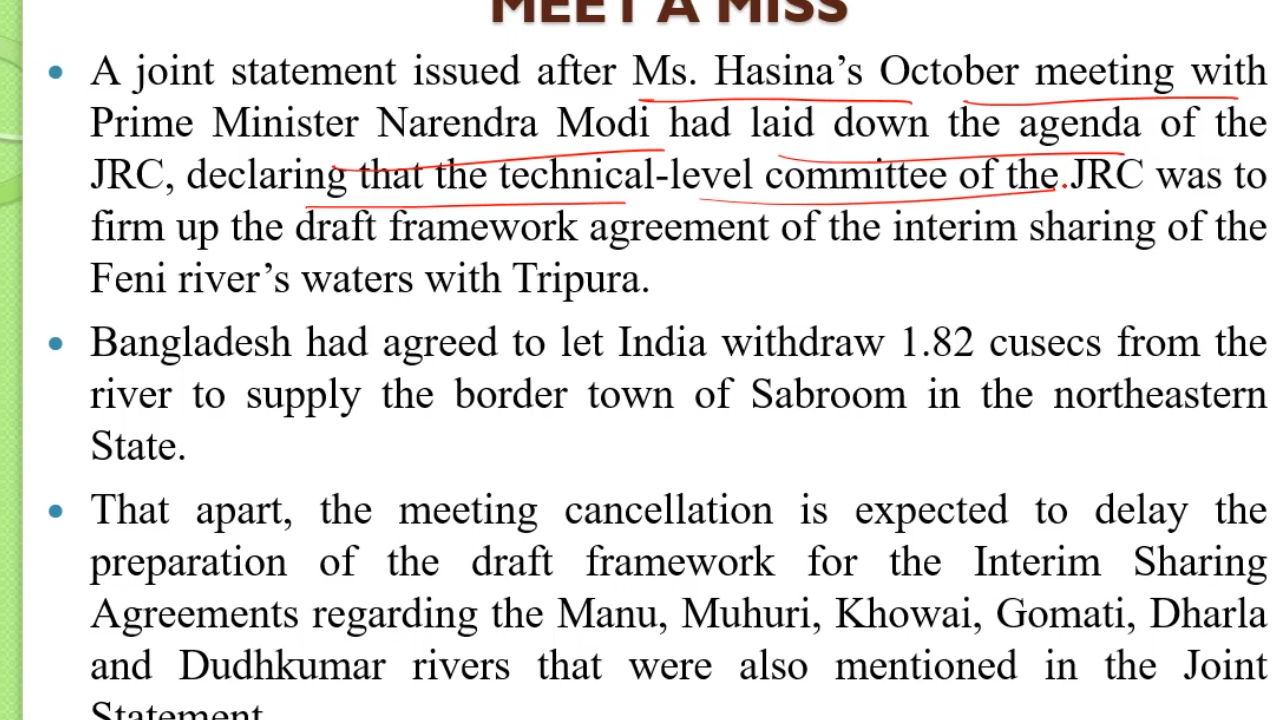 MEET A MISS
A joint statement issued after Ms. Hasina's October meeting with
Prime Minister Narendra Modi had laid down the agenda of the
JRC, declaring that the technical-level committee of the JRC was to
firm up the draft framework agreement of the interim sharing of the
Feni river's waters with Tripura.
Bangladesh had agreed to let India withdraw 1.82 cusecs from the
river to supply the border town of Sabroom in the northeastern
State.
That apart, the meeting cancellation is expected to delay the
preparation of the draft framework for the Interim Sharing
Agreements regarding the Manu, Muhuri, Khowai, Gomati, Dharla
and Dudhkumar rivers that were also mentioned in the Joint
Statement